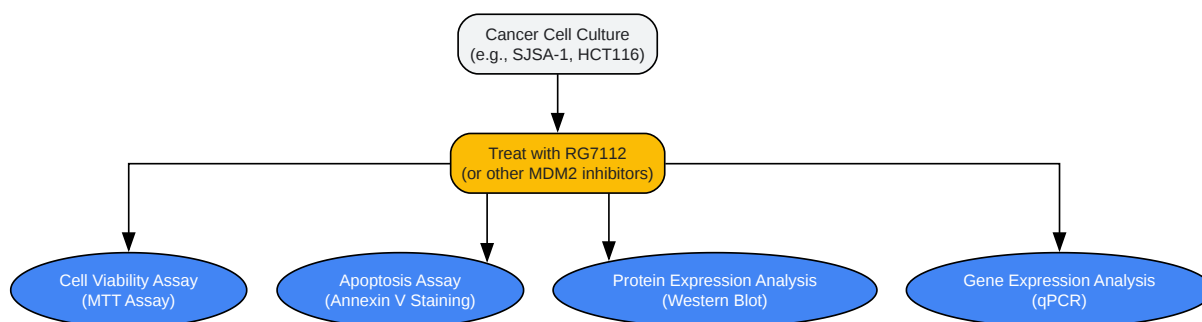 Cancer Cell Culture
(e.g., SJSA-1, HCT116)
Treat with RG7112
(or other MDM2 inhibitors)
Cell Viability Assay
(MTT Assay)
Apoptosis Assay
(Annexin V Staining)
Protein Expression Analysis
(Western Blot)
Gene Expression Analysis
(qPCR)